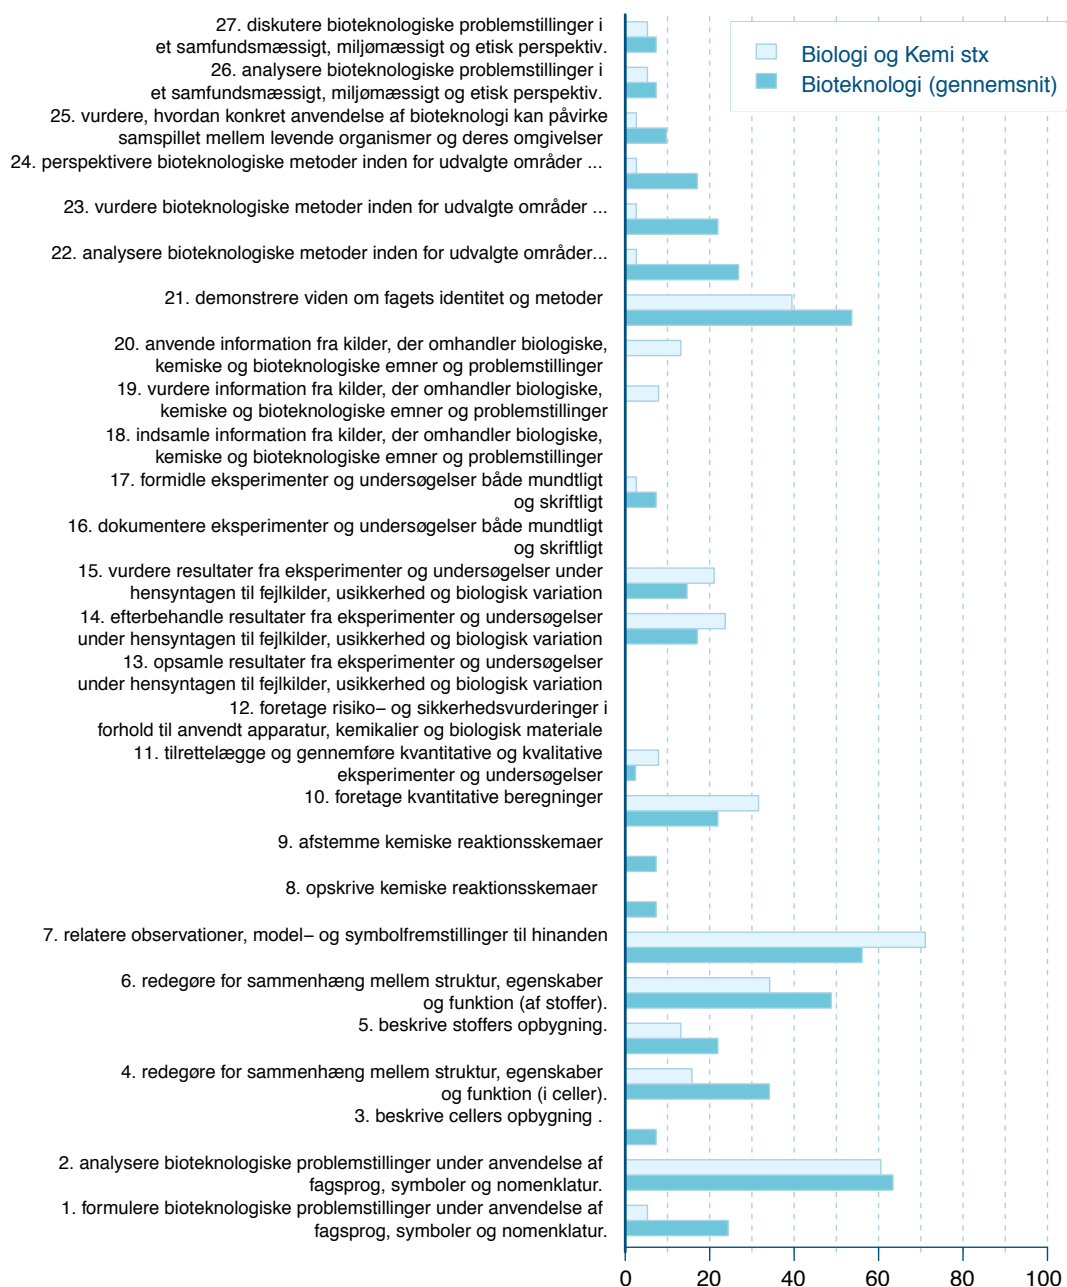 27. diskutere bioteknologiske problemstillinger i
et samfundsmæssigt, miljømæssigt og etisk perspektiv.
26. analysere bioteknologiske problemstillinger i
et samfundsmæssigt, miljømæssigt og etisk perspektiv.
25. vurdere, hvordan konkret anvendelse af bioteknologi kan påvirke
samspillet mellem levende organismer og deres omgivelser
24. perspektivere bioteknologiske metoder inden for udvalgte områder ...
23. vurdere bioteknologiske metoder inden for udvalgte områder ...
22. analysere bioteknologiske metoder inden for udvalgte områder...
21. demonstrere viden om fagets identitet og metoder
20. anvende information fra kilder, der omhandler biologiske,
kemiske og bioteknologiske emner og problemstillinger
19. vurdere information fra kilder, der omhandler biologiske,
kemiske og bioteknologiske emner og problemstillinger
18. indsamle information fra kilder, der omhandler biologiske,
kemiske og bioteknologiske emner og problemstillinger
17. formidle eksperimenter og undersøgelser både mundtligt
og skriftligt
16. dokumentere eksperimenter og undersøgelser både mundtligt
og skriftligt
15. vurdere resultater fra eksperimenter og undersøgelser under
hensyntagen til fejlkilder, usikkerhed og biologisk variation
14. efterbehandle resultater fra eksperimenter og undersøgelser
under hensyntagen til fejlkilder, usikkerhed og biologisk variation
13. opsamle resultater fra eksperimenter og undersøgelser
under hensyntagen til fejlkilder, usikkerhed og biologisk variation
12. foretage risiko– og sikkerhedsvurderinger i
forhold til anvendt apparatur, kemikalier og biologisk materiale
11. tilrettelægge og gennemføre kvantitative og kvalitative
eksperimenter og undersøgelser
10. foretage kvantitative beregninger
9. afstemme kemiske reaktionsskemaer
8. opskrive kemiske reaktionsskemaer
7. relatere observationer, model– og symbolfremstillinger til hinanden
6. redegøre for sammenhæng mellem struktur, egenskaber
og funktion (af stoffer).
5. beskrive stoffers opbygning.
4. redegøre for sammenhæng mellem struktur, egenskaber
og funktion (i celler).
3. beskrive cellers opbygning .
2. analysere bioteknologiske problemstillinger under anvendelse af
fagsprog, symboler og nomenklatur.
1. formulere bioteknologiske problemstillinger under anvendelse af
fagsprog, symboler og nomenklatur.
Biologi og Kemi stx
Bioteknologi (gennemsnit)
0 20 40 60 80 100